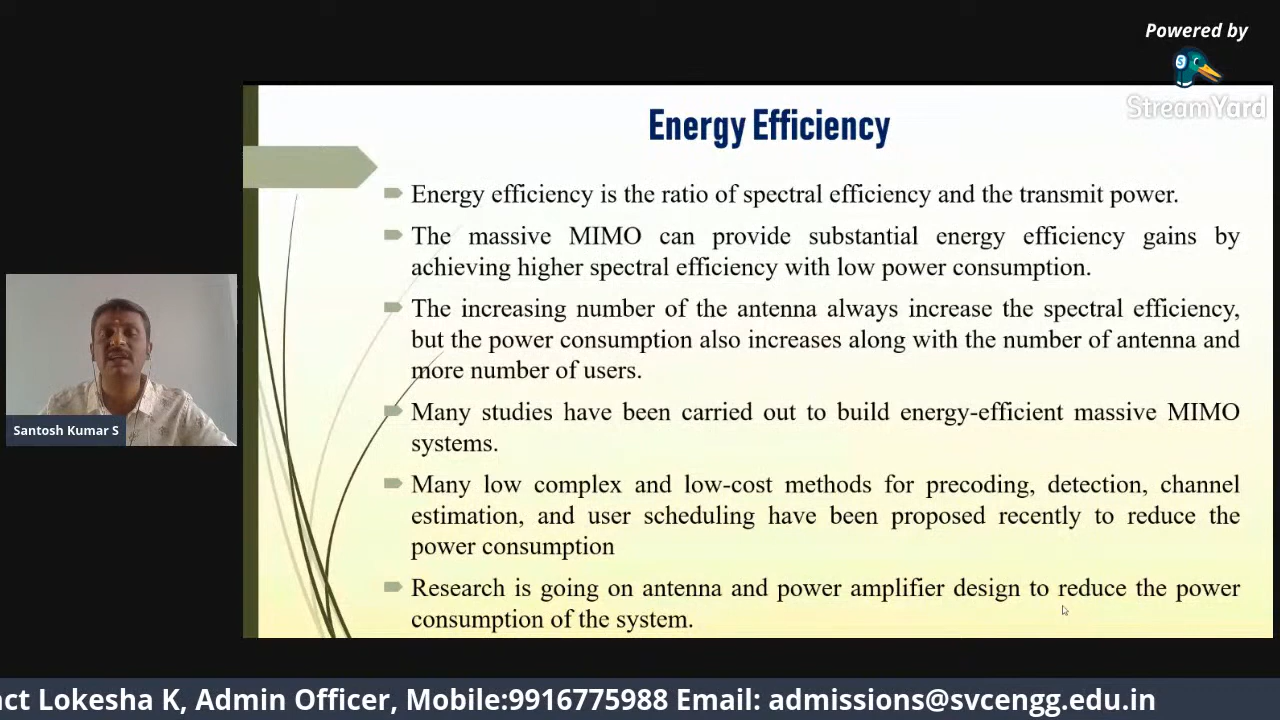 Powered by
StreamYard
Energy Efficiency
Energy efficiency is the ratio of spectral efficiency and the transmit power.
The massive MIMO can provide substantial energy efficiency gains by
achieving higher spectral efficiency with low power consumption.
The increasing number of the antenna always increase the spectral efficiency,
but the power consumption also increases along with the number of antenna and
more number of users.
Many studies have been carried out to build energy-efficient massive MIMO
systems.
Many low complex and low-cost methods for precoding, detection, channel
estimation, and user scheduling have been proposed recently to reduce the
power consumption
Research is going on antenna and power amplifier design to reduce the power
consumption of the system.
Santosh Kumar S
act Lokesha K, Admin Officer, Mobile:9916775988 Email: admissions@svcengg.edu.in